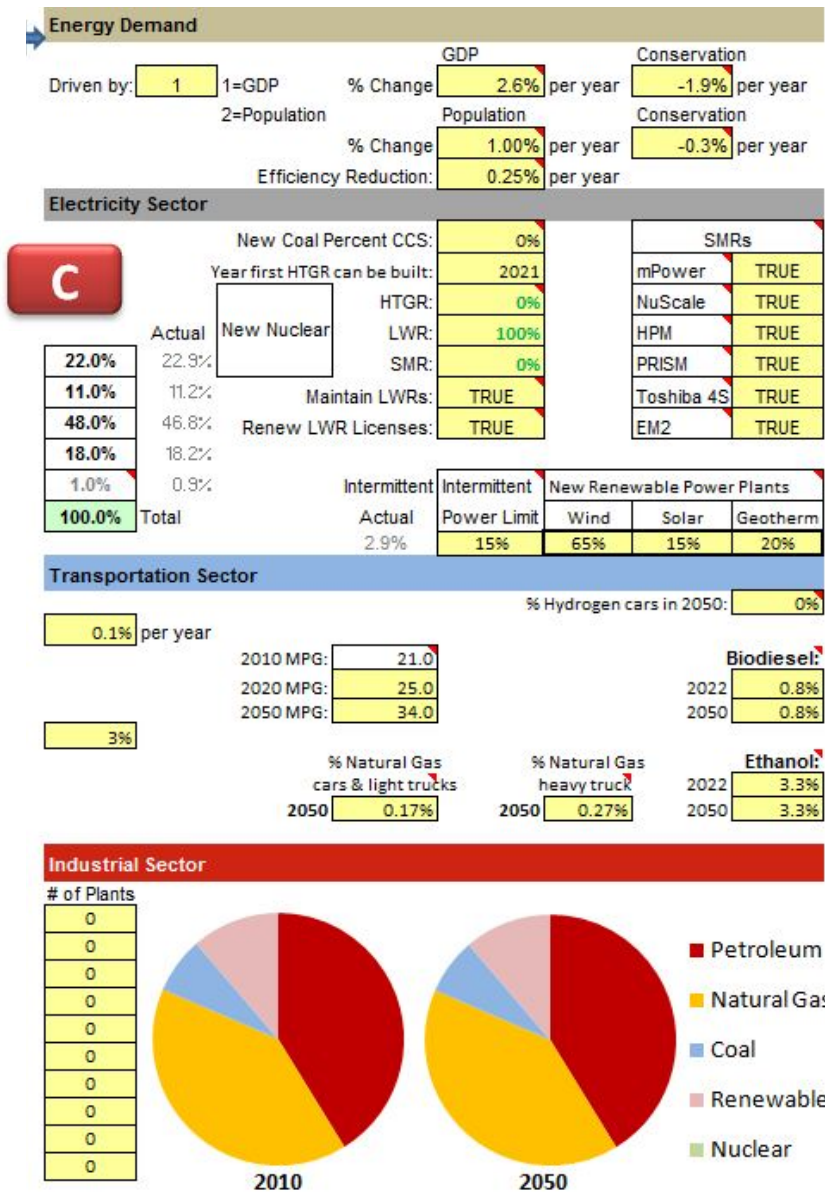 Energy Demand
GDP Conservation
Driven by: 1 1=GDP % Change 2.6% per year -1.9% per year
2=Population Population Conservation
% Change 1.00% per year -0.3% per year
Efficiency Reduction: 0.25% per year
Electricity Sector
New Coal Percent CCS: 0% SMRs
C Year first HTGR can be built: 2021 mPower TRUE
HTGR: 0% NuScale TRUE
Actual New Nuclear LWR: 100% HPM TRUE
22.0% 22.9% SMR: 0% PRISM TRUE
11.0% 11.2% Maintain LWRs: TRUE Toshiba 4S TRUE
48.0% 46.8% Renew LWR Licenses: TRUE EM2 TRUE
18.0% 18.2%
1.0% 0.9% Intermittent Intermittent New Renewable Power Plants
100.0% Total Actual Power Limit Wind Solar Geotherm
2.9% 15% 65% 15% 20%
Transportation Sector
% Hydrogen cars in 2050: 0%
0.1% per year
2010 MPG: 21.0 Biodiesel:
2020 MPG: 25.0 2022 0.8%
2050 MPG: 34.0 2050 0.8%
3%
% Natural Gas % Natural Gas Ethanol:
cars & light trucks heavy truck 2022 3.3%
2050 0.17% 2050 0.27% 2050 3.3%
Industrial Sector
# of Plants
0
0
0
0
0
0
0
0
0
0
Petroleum
Natural Gas
Coal
Renewable
Nuclear
2010 2050